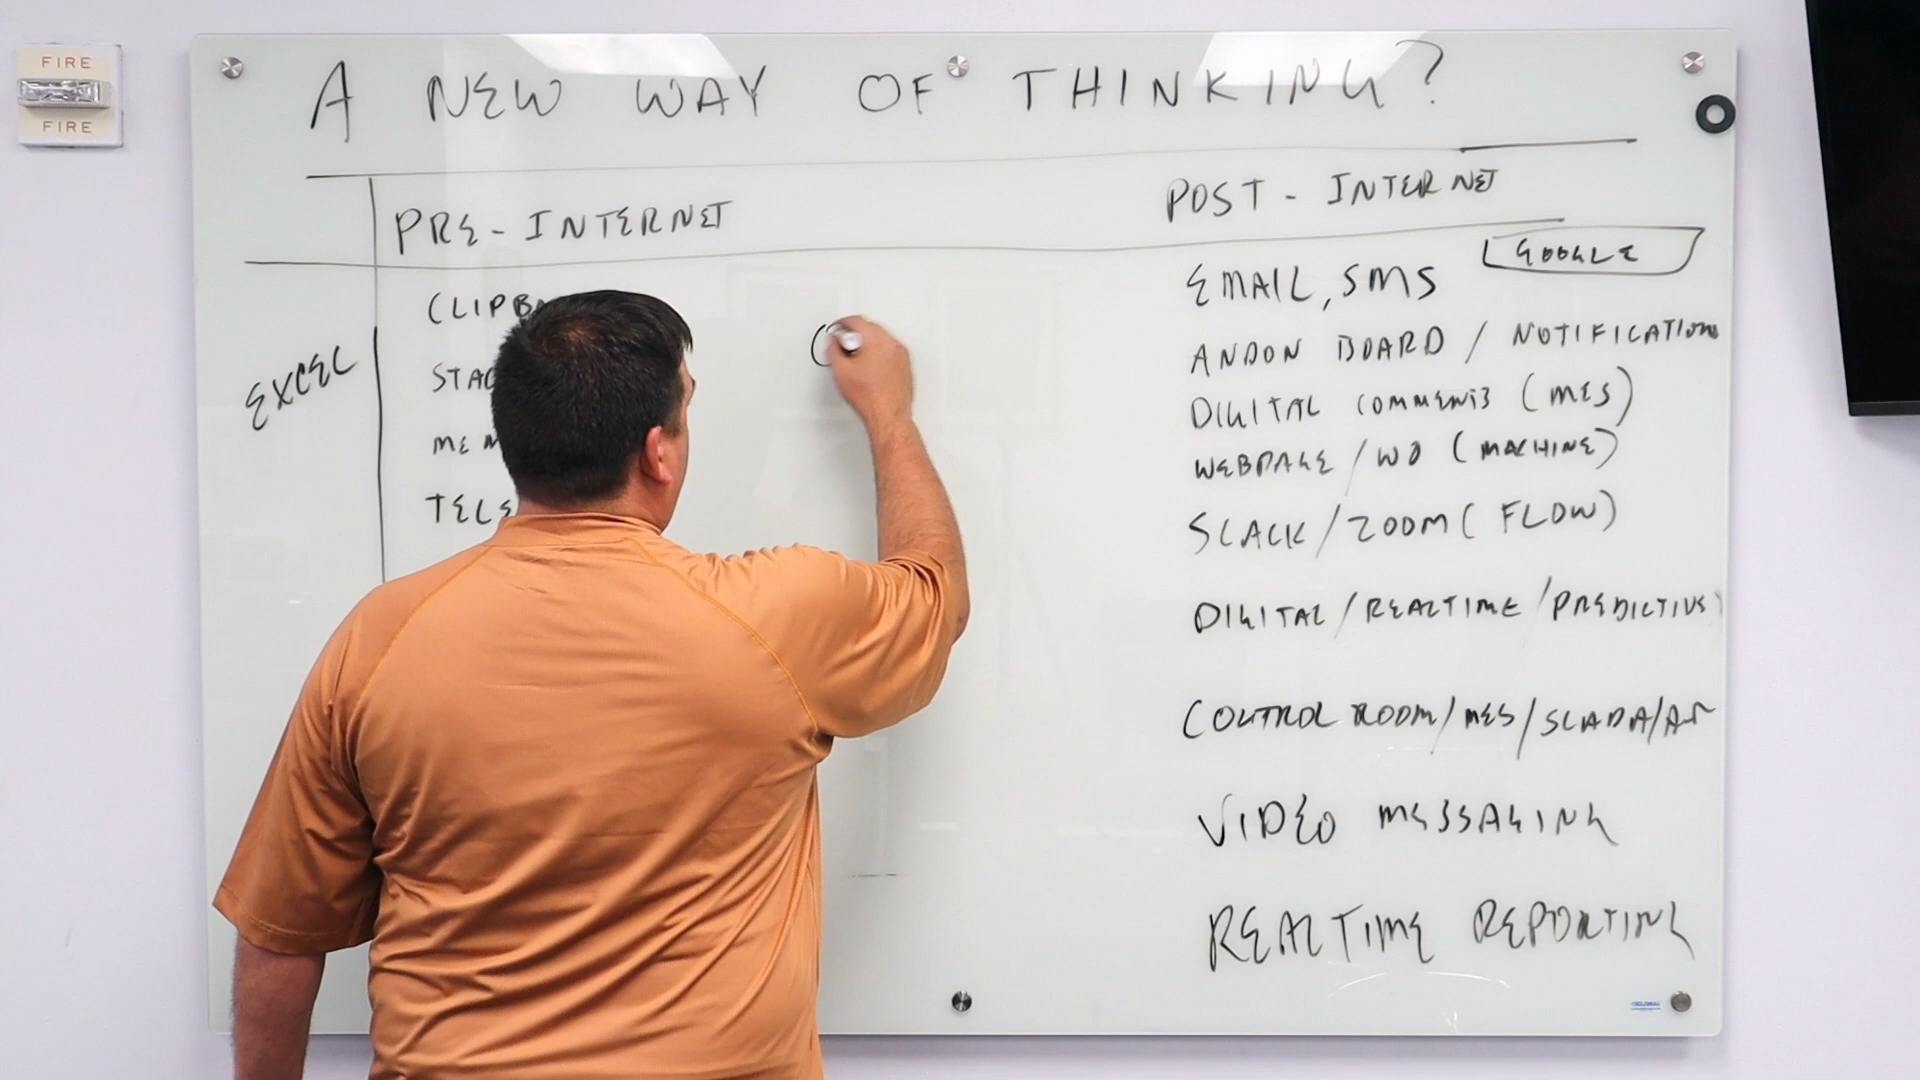 FIRE
FIRE
A NEW WAY OF THINKING?
PRE-INTERNET
POST-INTERNET
GOOGLE
EXCEL
EMAIL, SMS
ANDON BOARD / NOTIFICATIONS
DIGITAL COMMENTS (MES)
WEBPAGE / WO (MACHINE)
SLACK / ZOOM (FLOW)
DIGITAL / REALTIME / PREDICTIVE
CONTROL ROOM / MES / SCADA /
VIDEO MESSAGING
REALTIME REPORTING